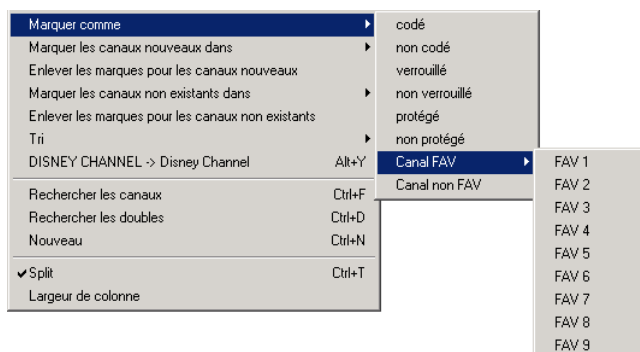 Marquer comme
Marquer les canaux nouveaux dans
Enlever les marques pour les canaux nouveaux
Marquer les canaux non existants dans
Enlever les marques pour les canaux non existants
Tri
DISNEY CHANNEL -> Disney Channel Alt+Y
Rechercher les canaux Ctrl+F
Rechercher les doubles Ctrl+D
Nouveau Ctrl+N
Split Ctrl+T
Largeur de colonne
codé
non codé
verrouillé
non verrouillé
protégé
non protégé
Canal FAV
Canal non FAV
FAV 1
FAV 2
FAV 3
FAV 4
FAV 5
FAV 6
FAV 7
FAV 8
FAV 9